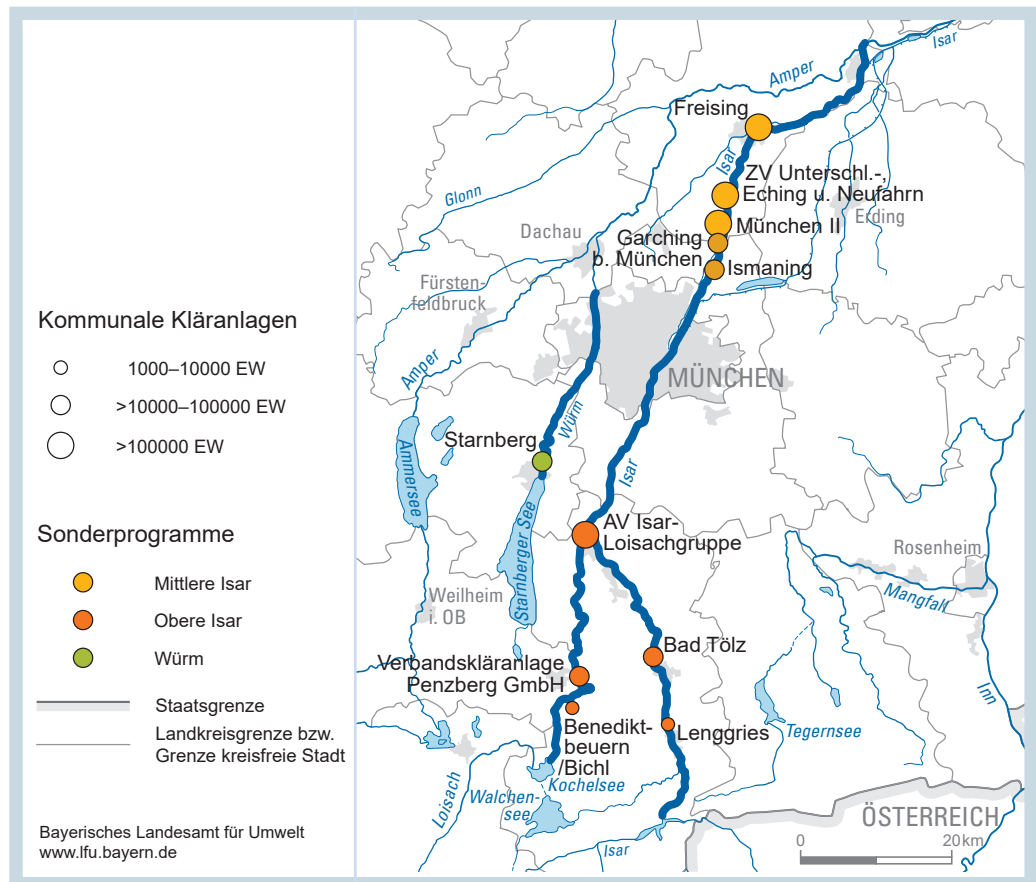 Kommunale Kläranlagen
1000–10000 EW
>10000–100000 EW
>100000 EW
Sonderprogramme
Mittlere Isar
Obere Isar
Würm
Staatsgrenze
Landkreisgrenze bzw.
Grenze kreisfreie Stadt
Bayerisches Landesamt für Umwelt
www.lfu.bayern.de
Isar
Amper
Freising
Isar
ZV Unterschl.-,
Eching u. Neufahrn
Glonn
Erding
München II
Dachau
Garching
b. München
Ismaning
Fürsten-
feldbruck
Amper
MÜNCHEN
Würm
Starnberg
Ammersee
Isar
Starnberger See
AV Isar-
Loisachgruppe
Rosenheim
Mangfall
Weilheim
i. OB
Bad Tölz
Verbandskläranlage
Penzberg GmbH
Inn
Benedikt-
beuern
/Bichl
Lenggries
Tegernsee
Kochelsee
Loisach
Walchen-
see
ÖSTERREICH
Isar
0
20 km